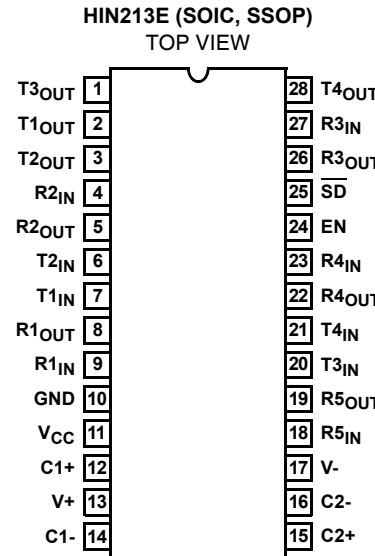 HIN213E (SOIC, SSOP)
TOP VIEW
T3OUT 1 28 T4OUT
T1OUT 2 27 R3IN
T2OUT 3 26 R3OUT
R2IN 4 25 SD
R2OUT 5 24 EN
T2IN 6 23 R4IN
T1IN 7 22 R4OUT
R1OUT 8 21 T4IN
R1IN 9 20 T3IN
GND 10 19 R5OUT
VCC 11 18 R5IN
C1+ 12 17 V-
V+ 13 16 C2-
C1- 14 15 C2+